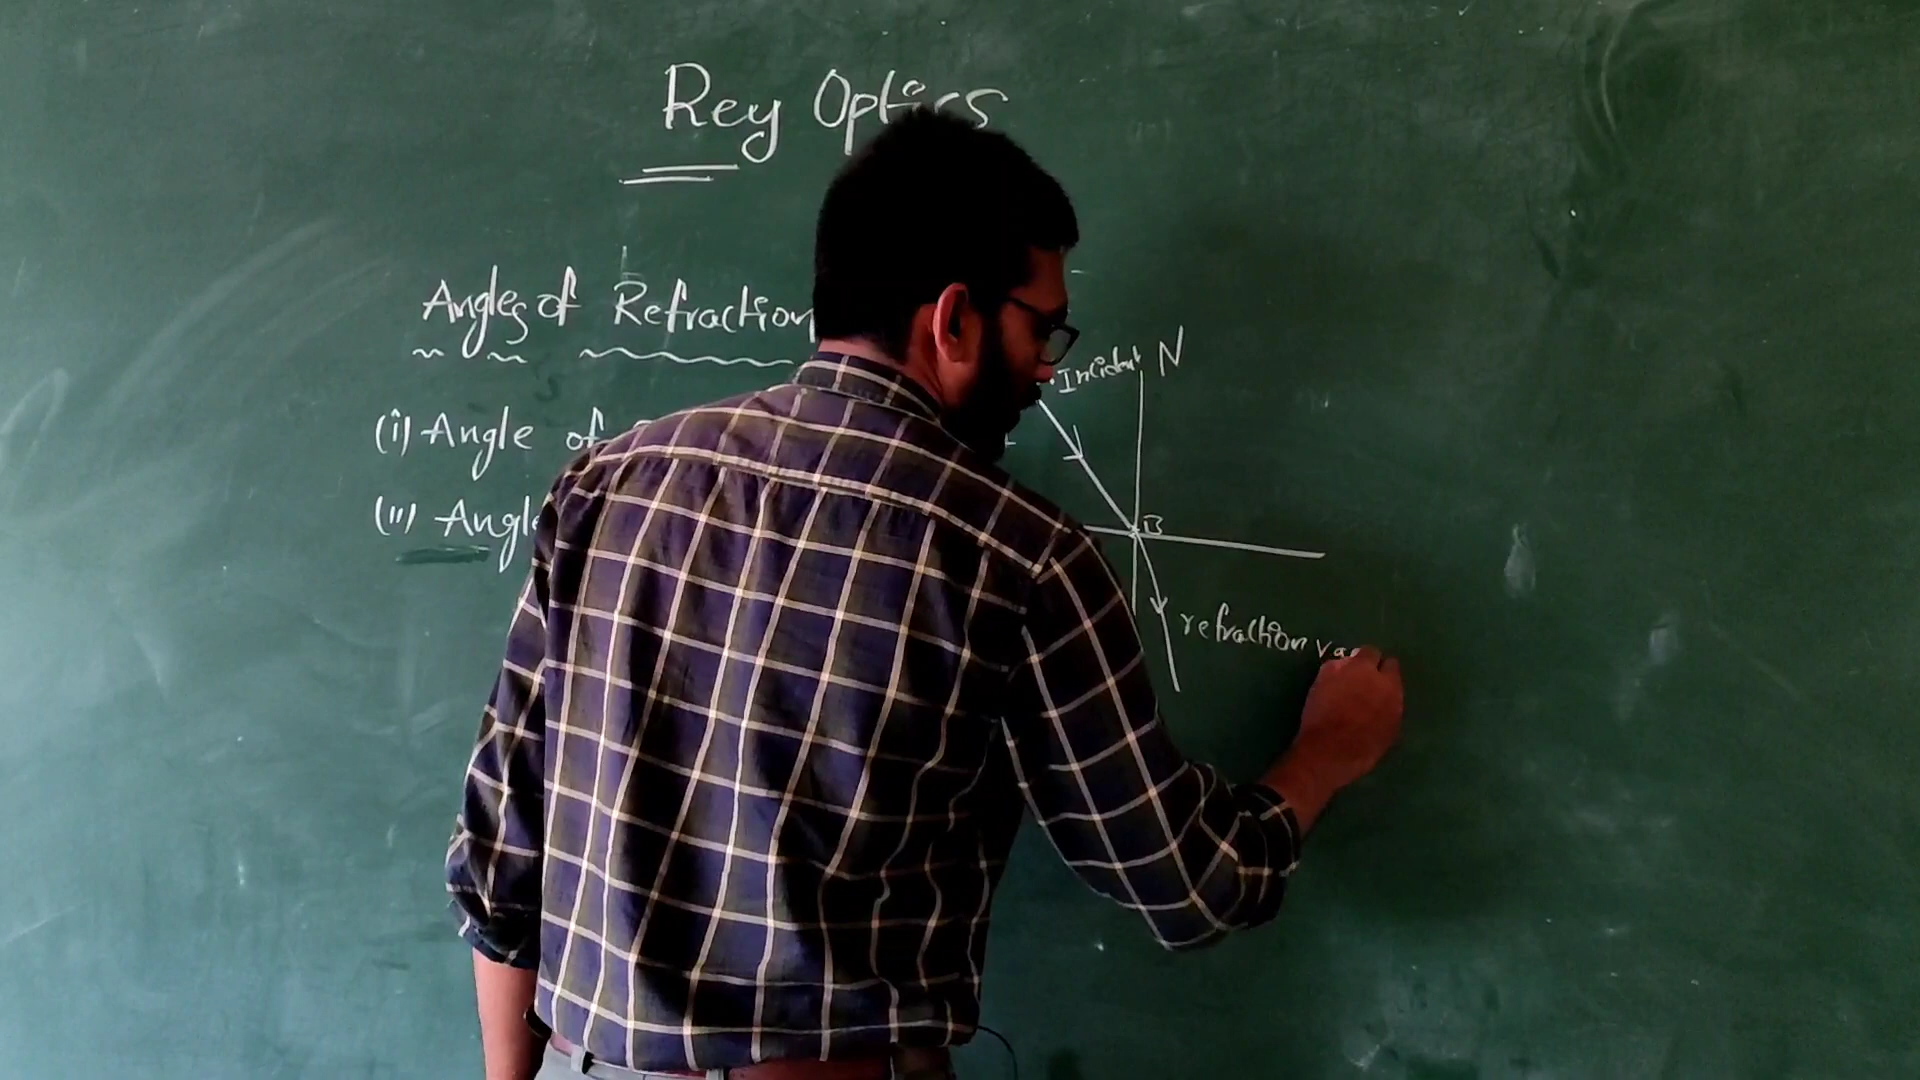 Rey Optics
Angles of Refraction
(i) Angle of
(ii) Angle
Incident N
B
refraction